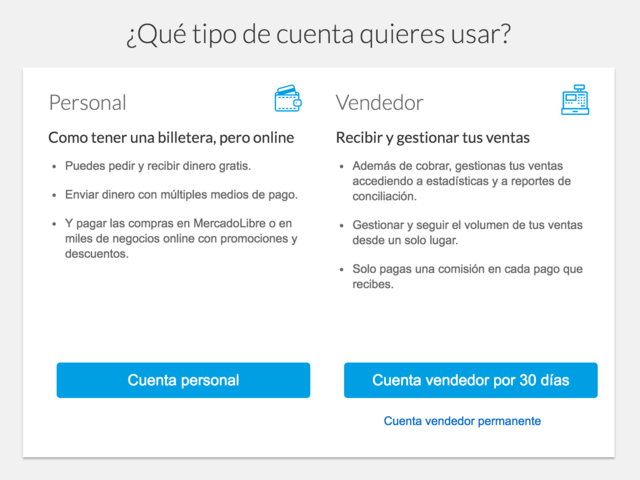 ¿Qué tipo de cuenta quieres usar?
Personal
Como tener una billetera, pero online
• Puedes pedir y recibir dinero gratis.
• Enviar dinero con múltiples medios de pago.
• Y pagar las compras en MercadoLibre o en
miles de negocios online con promociones y
descuentos.
Cuenta personal
Vendedor
Recibir y gestionar tus ventas
• Además de cobrar, gestionas tus ventas
accediendo a estadísticas y a reportes de
conciliación.
• Gestionar y seguir el volumen de tus ventas
desde un solo lugar.
• Solo pagas una comisión en cada pago que
recibes.
Cuenta vendedor por 30 días
Cuenta vendedor permanente